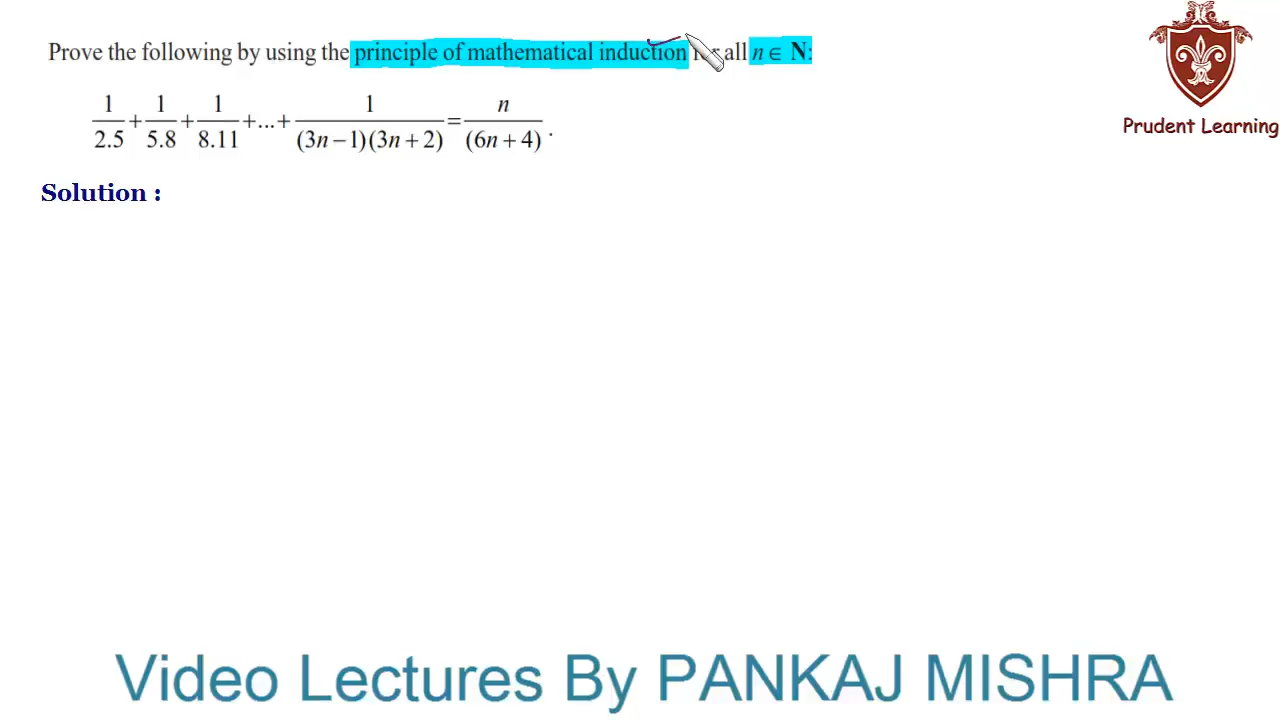 Prove the following by using the principle of mathematical induction for all n ∈ N:
1/2.5 + 1/5.8 + 1/8.11 + ... + 1/(3n − 1)(3n + 2) = n/(6n + 4) .
Solution :
Prudent Learning
Video Lectures By PANKAJ MISHRA